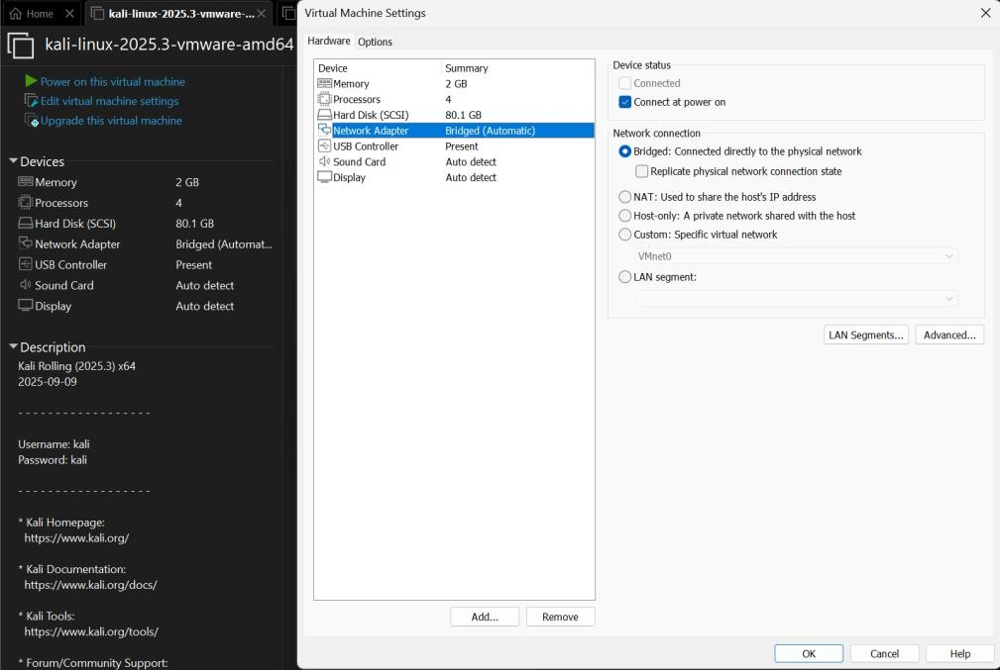 Home
kali-linux-2025.3-vmware-...
kali-linux-2025.3-vmware-amd64
Power on this virtual machine
Edit virtual machine settings
Upgrade this virtual machine
Devices
Memory 2 GB
Processors 4
Hard Disk (SCSI) 80.1 GB
Network Adapter Bridged (Automat...
USB Controller Present
Sound Card Auto detect
Display Auto detect
Description
Kali Rolling (2025.3) x64
2025-09-09
- - - - - - - - - - - - - - - - - -
Username: kali
Password: kali
- - - - - - - - - - - - - - - - - -
* Kali Homepage:
https://www.kali.org/
* Kali Documentation:
https://www.kali.org/docs/
* Kali Tools:
https://www.kali.org/tools/
* Forum/Community Support:
Virtual Machine Settings
Hardware Options
Device Summary
Memory 2 GB
Processors 4
Hard Disk (SCSI) 80.1 GB
Network Adapter Bridged (Automatic)
USB Controller Present
Sound Card Auto detect
Display Auto detect
Add... Remove
Device status
Connected
Connect at power on
Network connection
Bridged: Connected directly to the physical network
Replicate physical network connection state
NAT: Used to share the host's IP address
Host-only: A private network shared with the host
Custom: Specific virtual network
VMnet0
LAN segment:
LAN Segments... Advanced...
OK Cancel Help